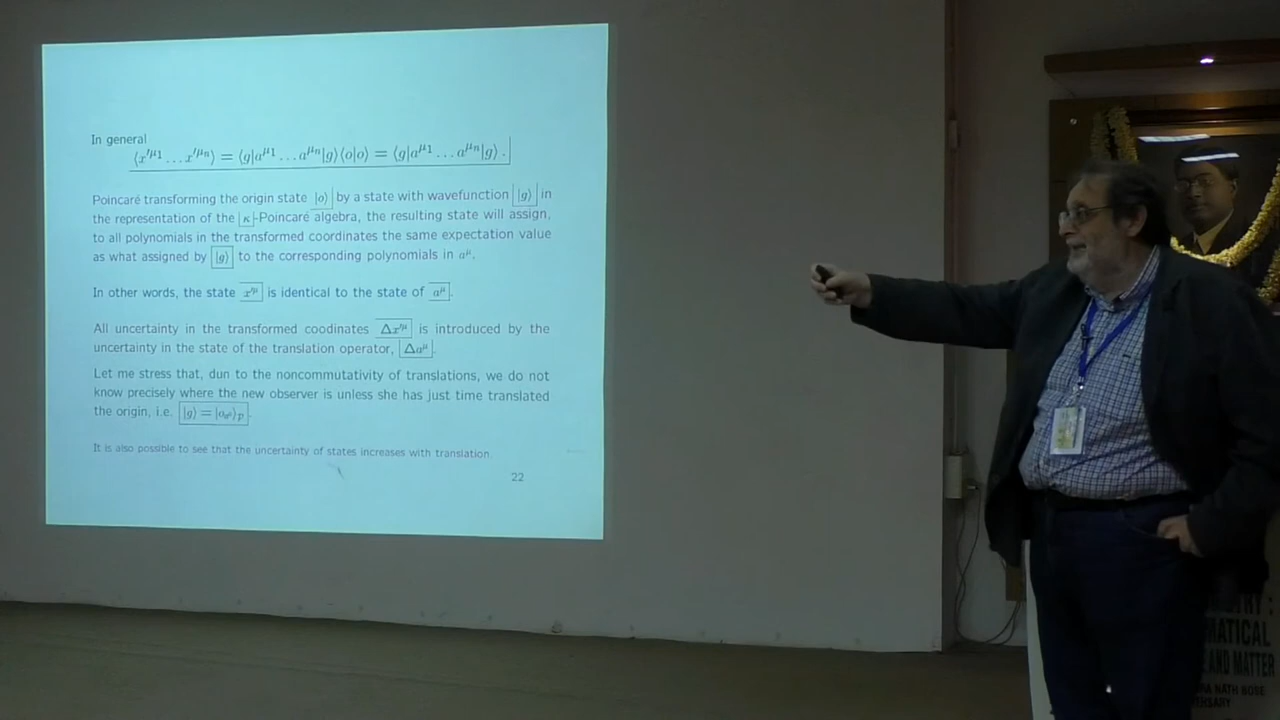 In general
⟨x′^μ1 … x′^μn⟩ = ⟨g|a^μ1 … a^μn|g⟩⟨o|o⟩ = ⟨g|a^μ1 … a^μn|g⟩ .
Poincaré transforming the origin state |o⟩ by a state with wavefunction |g⟩ in
the representation of the κ-Poincaré algebra, the resulting state will assign,
to all polynomials in the transformed coordinates the same expectation value
as what assigned by |g⟩ to the corresponding polynomials in a^μ.
In other words, the state x′^μ is identical to the state of a^μ.
All uncertainty in the transformed coodinates Δx′^μ is introduced by the
uncertainty in the state of the translation operator, Δa^μ.
Let me stress that, dun to the noncommutativity of translations, we do not
know precisely where the new observer is unless she has just time translated
the origin, i.e.
It is also possible to see that the uncertainty of states increases with translation.
22
MATICAL
AND MATTER
NATH BOSE